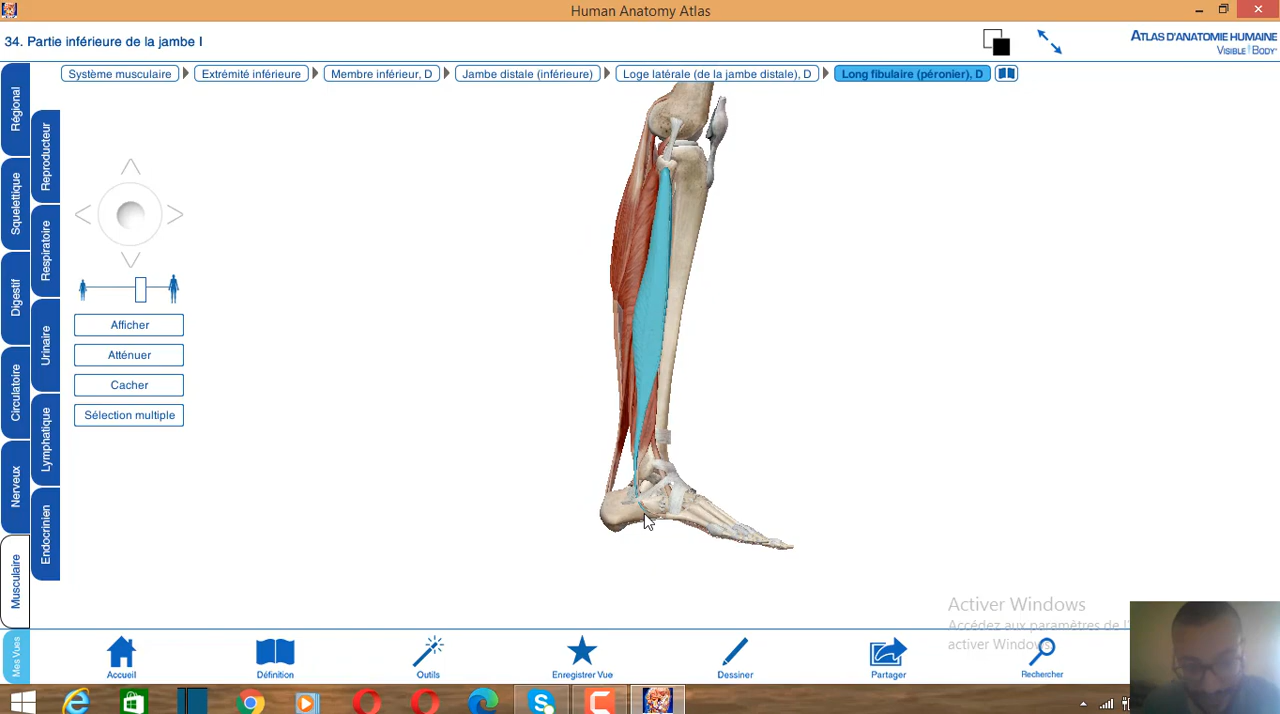 Human Anatomy Atlas
34. Partie inférieure de la jambe I
ATLAS D'ANATOMIE HUMAINE
VISIBLE BODY
Système musculaire
Extrémité inférieure
Membre inférieur, D
Jambe distale (inférieure)
Loge latérale (de la jambe distale), D
Long fibulaire (péronier), D
Régional
Squelettique
Digestif
Circulatoire
Nerveux
Musculaire
Mes Vues
Reproducteur
Respiratoire
Urinaire
Lymphatique
Endocrinien
Afficher
Atténuer
Cacher
Sélection multiple
Activer Windows
Accédez aux paramètres de l'
activer Windows
Accueil
Définition
Outils
Enregistrer Vue
Dessiner
Partager
Rechercher